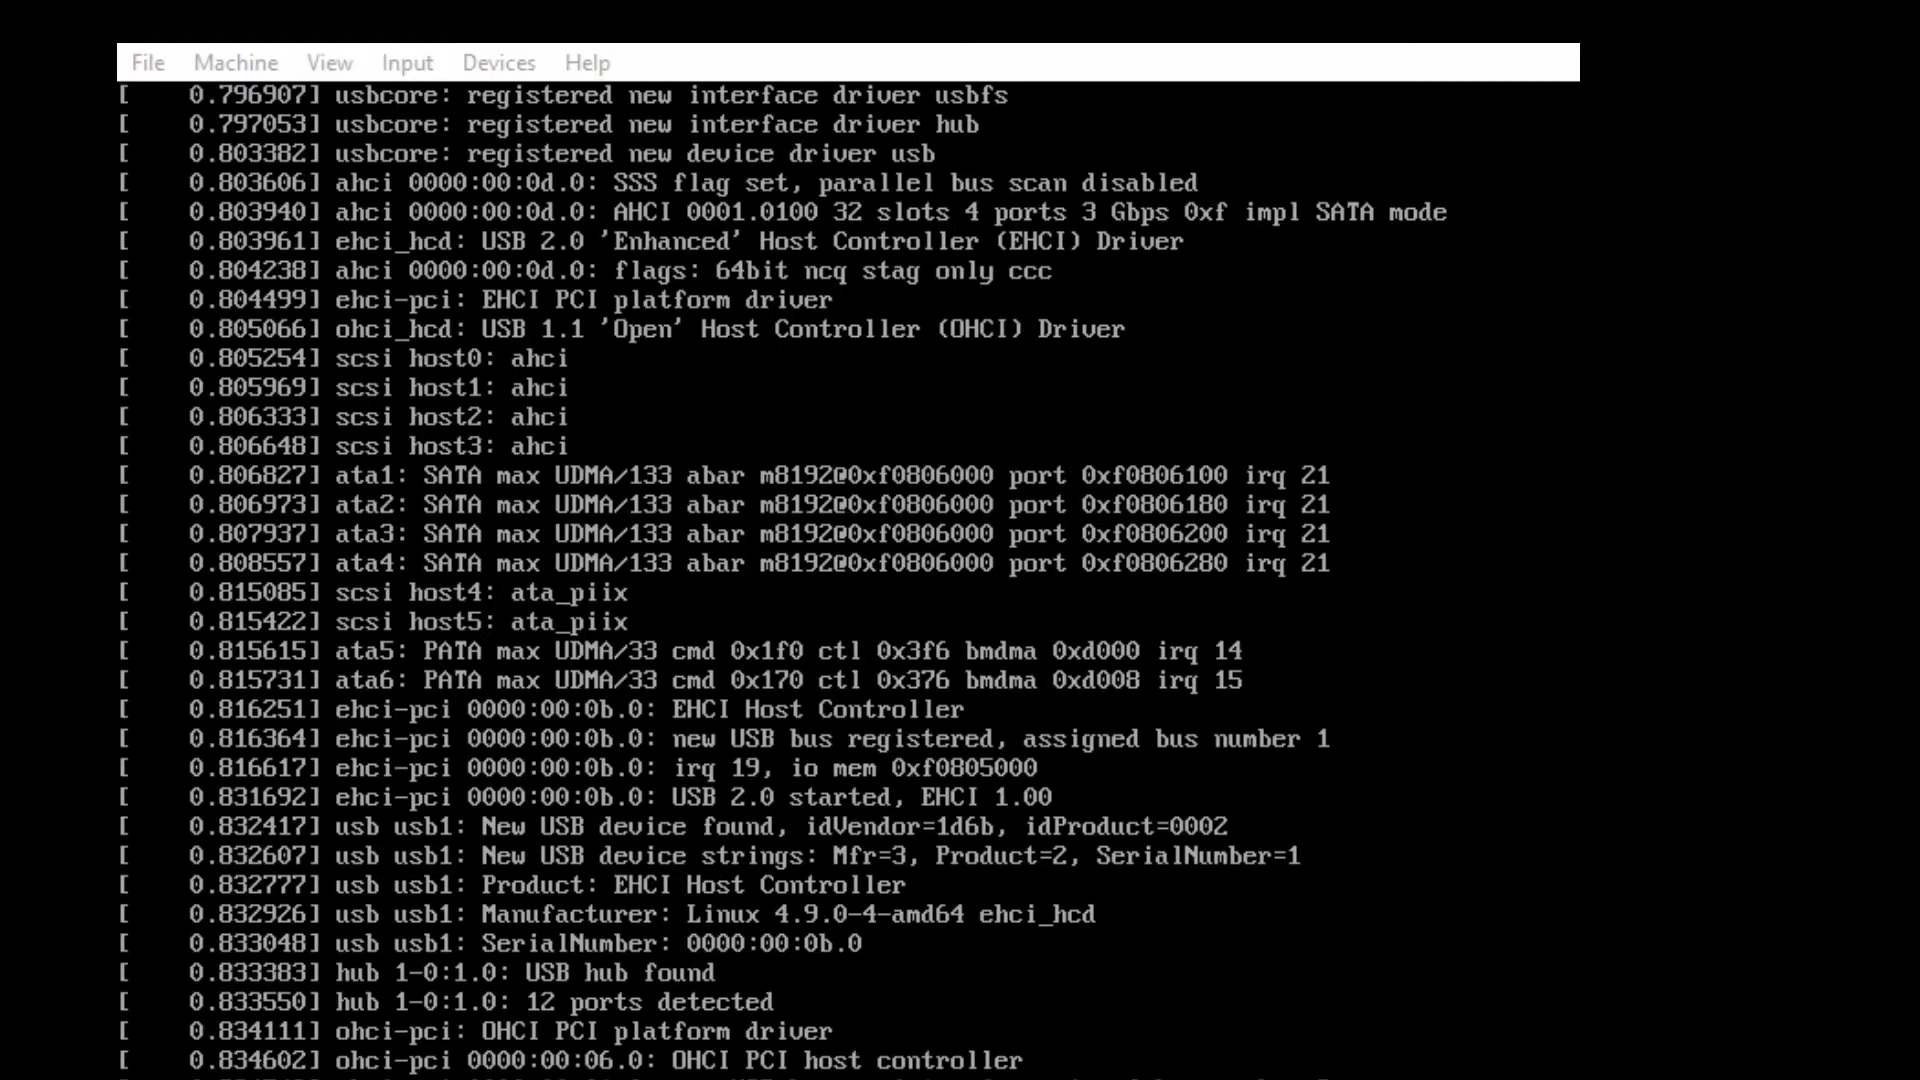 File Machine View Input Devices Help
[    0.796907] usbcore: registered new interface driver usbfs
[    0.797053] usbcore: registered new interface driver hub
[    0.803382] usbcore: registered new device driver usb
[    0.803606] ahci 0000:00:0d.0: SSS flag set, parallel bus scan disabled
[    0.803940] ahci 0000:00:0d.0: AHCI 0001.0100 32 slots 4 ports 3 Gbps 0xf impl SATA mode
[    0.803961] ehci_hcd: USB 2.0 'Enhanced' Host Controller (EHCI) Driver
[    0.804238] ahci 0000:00:0d.0: flags: 64bit ncq stag only ccc
[    0.804499] ehci-pci: EHCI PCI platform driver
[    0.805066] ohci_hcd: USB 1.1 'Open' Host Controller (OHCI) Driver
[    0.805254] scsi host0: ahci
[    0.805969] scsi host1: ahci
[    0.806333] scsi host2: ahci
[    0.806648] scsi host3: ahci
[    0.806827] ata1: SATA max UDMA/133 abar m8192@0xf0806000 port 0xf0806100 irq 21
[    0.806973] ata2: SATA max UDMA/133 abar m8192@0xf0806000 port 0xf0806180 irq 21
[    0.807937] ata3: SATA max UDMA/133 abar m8192@0xf0806000 port 0xf0806200 irq 21
[    0.808557] ata4: SATA max UDMA/133 abar m8192@0xf0806000 port 0xf0806280 irq 21
[    0.815085] scsi host4: ata_piix
[    0.815422] scsi host5: ata_piix
[    0.815615] ata5: PATA max UDMA/33 cmd 0x1f0 ctl 0x3f6 bmdma 0xd000 irq 14
[    0.815731] ata6: PATA max UDMA/33 cmd 0x170 ctl 0x376 bmdma 0xd008 irq 15
[    0.816251] ehci-pci 0000:00:0b.0: EHCI Host Controller
[    0.816364] ehci-pci 0000:00:0b.0: new USB bus registered, assigned bus number 1
[    0.816617] ehci-pci 0000:00:0b.0: irq 19, io mem 0xf0805000
[    0.831692] ehci-pci 0000:00:0b.0: USB 2.0 started, EHCI 1.00
[    0.832417] usb usb1: New USB device found, idVendor=1d6b, idProduct=0002
[    0.832607] usb usb1: New USB device strings: Mfr=3, Product=2, SerialNumber=1
[    0.832777] usb usb1: Product: EHCI Host Controller
[    0.832926] usb usb1: Manufacturer: Linux 4.9.0-4-amd64 ehci_hcd
[    0.833048] usb usb1: SerialNumber: 0000:00:0b.0
[    0.833383] hub 1-0:1.0: USB hub found
[    0.833550] hub 1-0:1.0: 12 ports detected
[    0.834111] ohci-pci: OHCI PCI platform driver
[    0.834602] ohci-pci 0000:00:06.0: OHCI PCI host controller